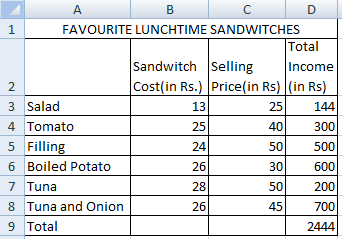 A B C D
1 FAVOURITE LUNCHTIME SANDWITCHES
Total
Sandwitch Selling Income
2 Cost(in Rs.) Price(in Rs) (in Rs)
3 Salad 13 25 144
4 Tomato 25 40 300
5 Filling 24 50 500
6 Boiled Potato 26 30 600
7 Tuna 28 50 200
8 Tuna and Onion 26 45 700
9 Total 2444